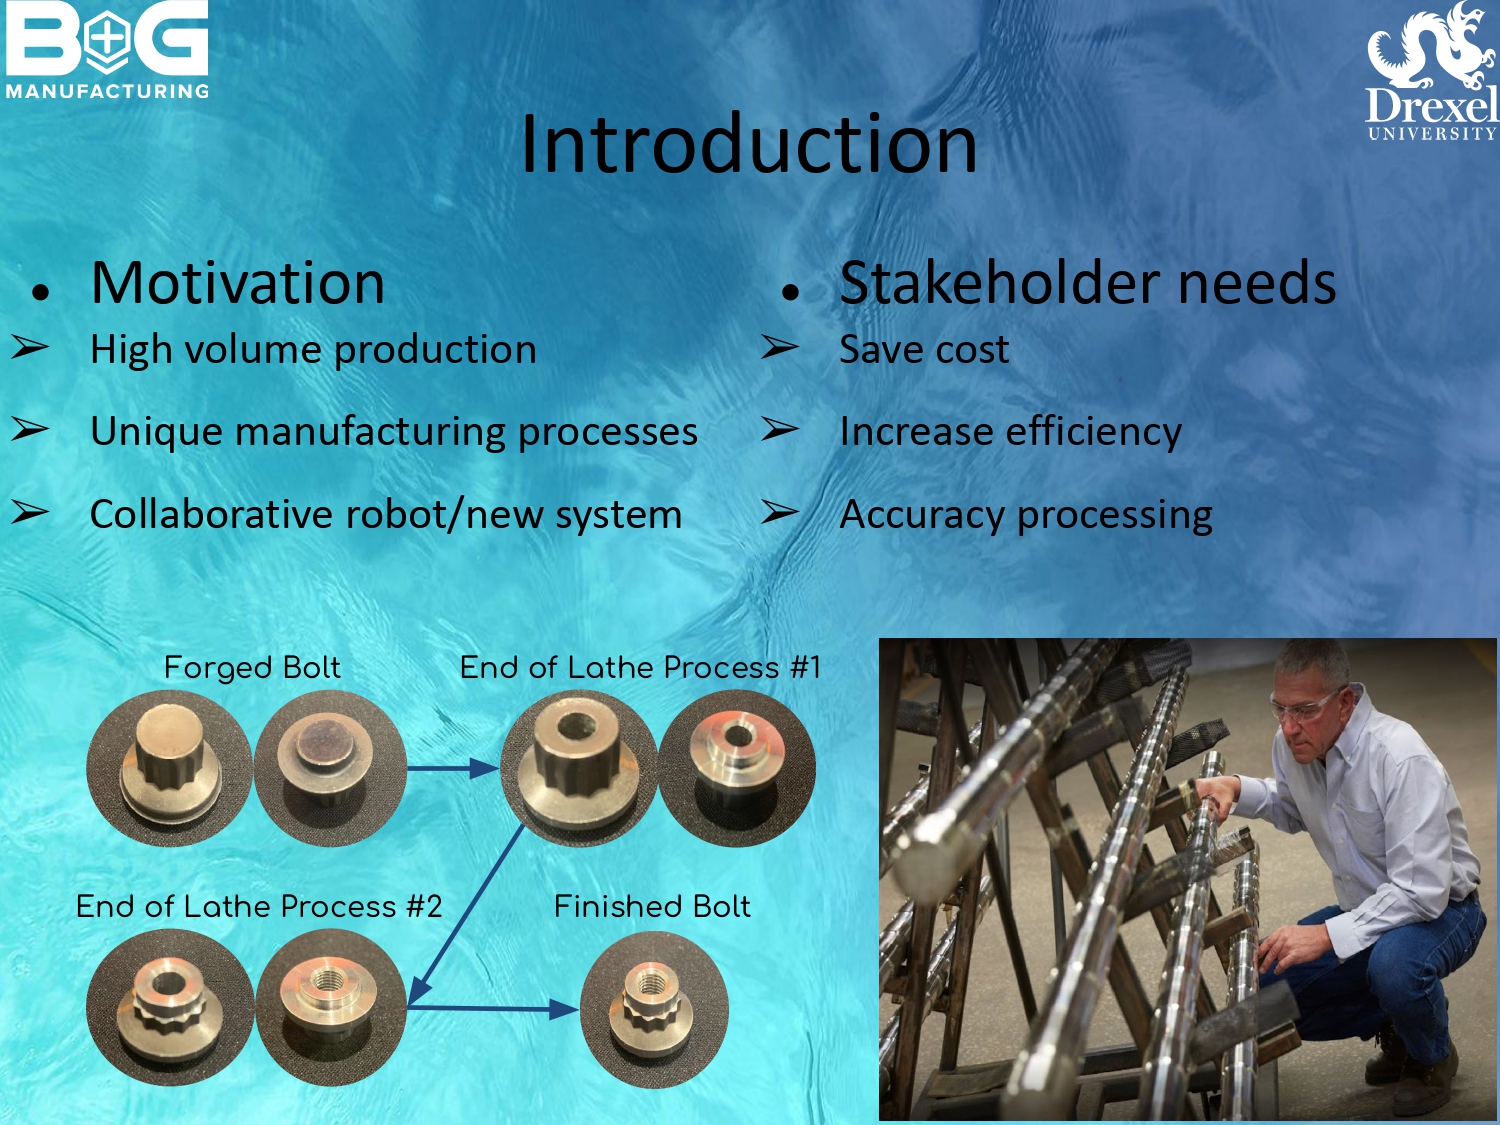 B&G
MANUFACTURING
Drexel
UNIVERSITY
Introduction
• Motivation
➢ High volume production
➢ Unique manufacturing processes
➢ Collaborative robot/new system
• Stakeholder needs
➢ Save cost
➢ Increase efficiency
➢ Accuracy processing
Forged Bolt
End of Lathe Process #1
End of Lathe Process #2
Finished Bolt